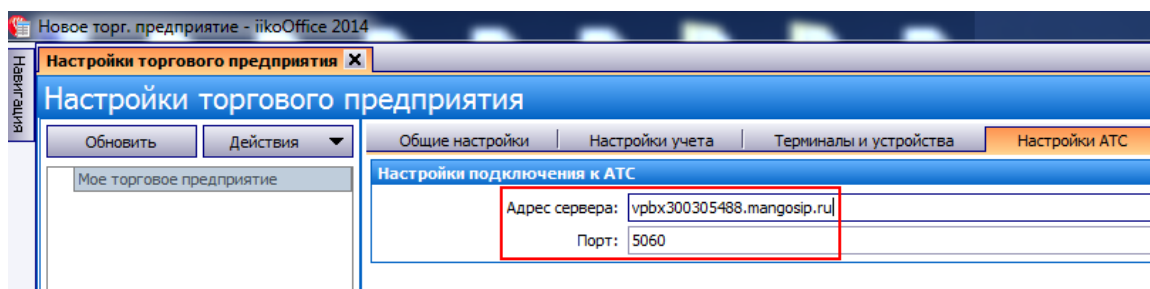 Новое торг. предприятие - iikoOffice 2014
Навигация
Настройки торгового предприятия X
Настройки торгового предприятия
Обновить Действия
Общие настройки Настройки учета Терминалы и устройства Настройки АТС
Мое торговое предприятие
Настройки подключения к АТС
Адрес сервера: vpbx300305488.mangosip.ru
Порт: 5060